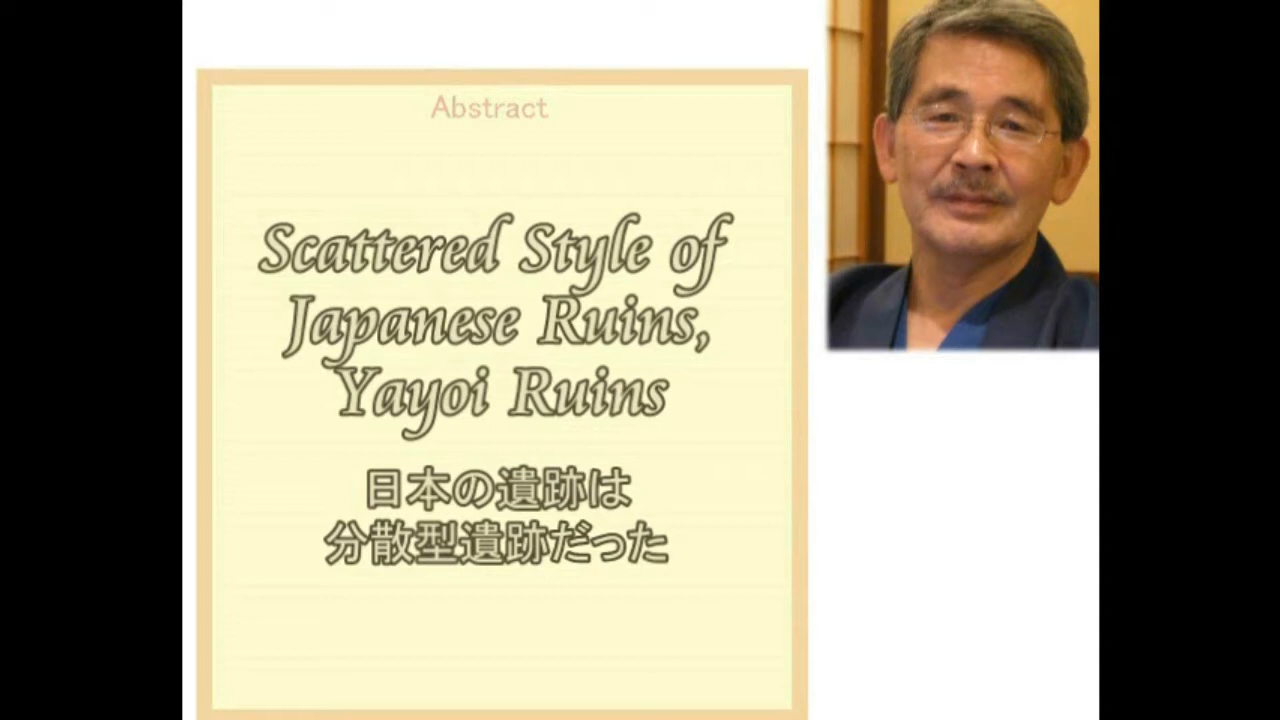 Abstract
Scattered Style of
Japanese Ruins,
Yayoi Ruins
日本の遺跡は
分散型遺跡だった